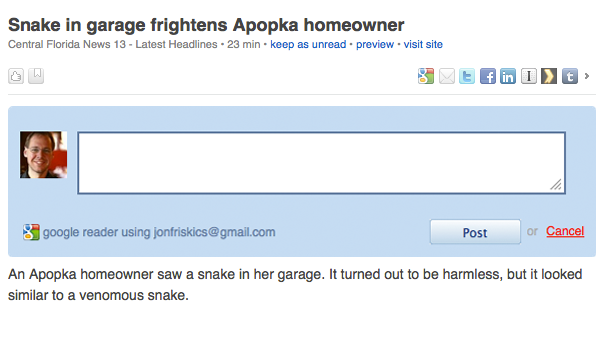 Snake in garage frightens Apopka homeowner
Central Florida News 13 - Latest Headlines • 23 min • keep as unread • preview • visit site
google reader using jonfriskics@gmail.com
Post or Cancel
An Apopka homeowner saw a snake in her garage. It turned out to be harmless, but it looked
similar to a venomous snake.